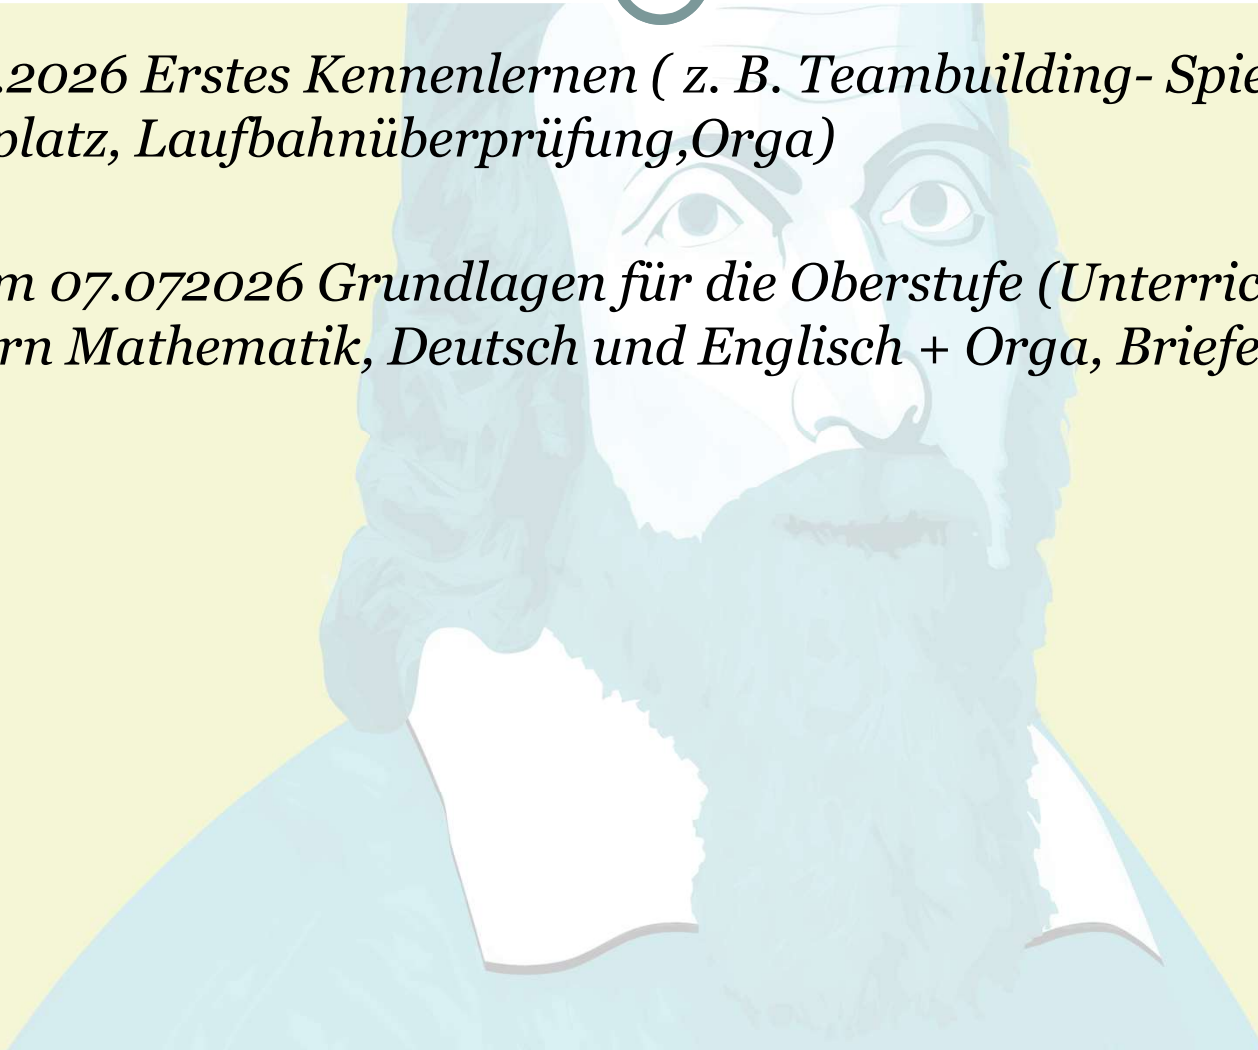 .2026 Erstes Kennenlernen ( z. B. Teambuilding- Spie
platz, Laufbahnüberprüfung,Orga)
m 07.072026 Grundlagen für die Oberstufe (Unterric
rn Mathematik, Deutsch und Englisch + Orga, Briefe